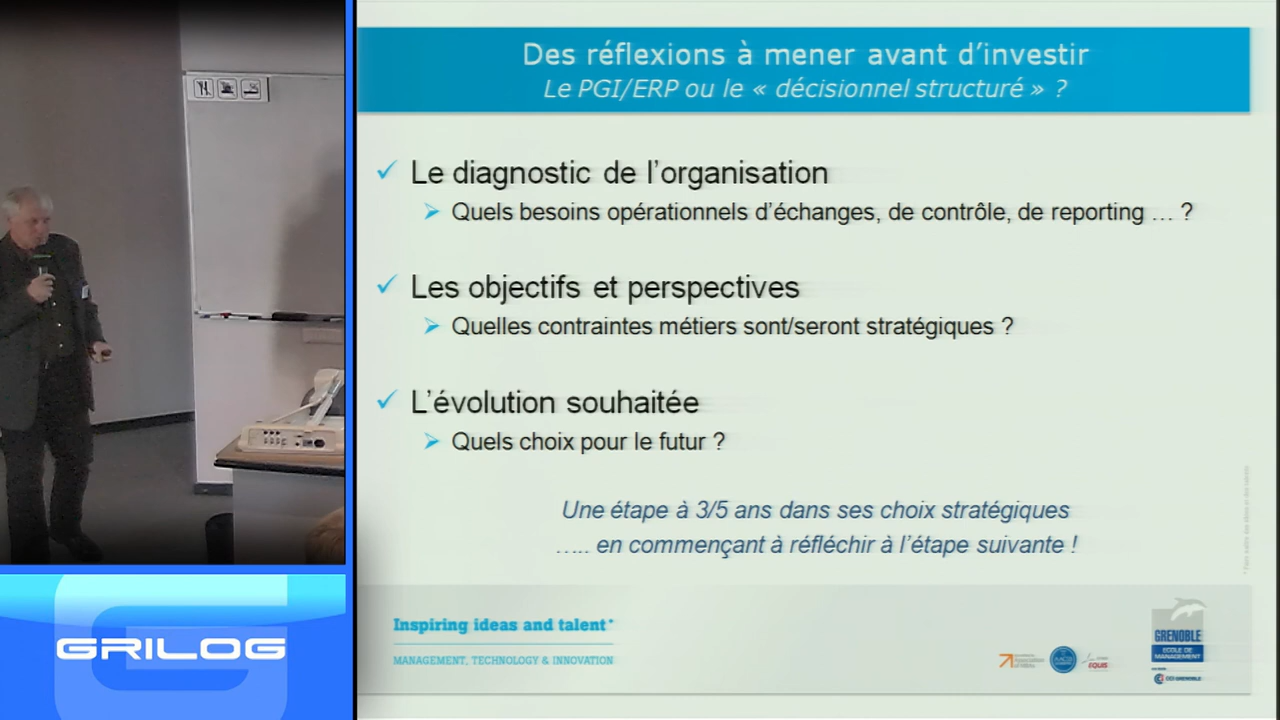 Des réflexions à mener avant d'investir
Le PGI/ERP ou le « décisionnel structuré » ?
✓ Le diagnostic de l'organisation
➢ Quels besoins opérationnels d'échanges, de contrôle, de reporting … ?
✓ Les objectifs et perspectives
➢ Quelles contraintes métiers sont/seront stratégiques ?
✓ L'évolution souhaitée
➢ Quels choix pour le futur ?
Une étape à 3/5 ans dans ses choix stratégiques
….. en commençant à réfléchir à l'étape suivante !
Inspiring ideas and talent*
MANAGEMENT, TECHNOLOGY & INNOVATION
EQUIS
GRENOBLE
ECOLE DE
MANAGEMENT
CCI GRENOBLE
GRILOG